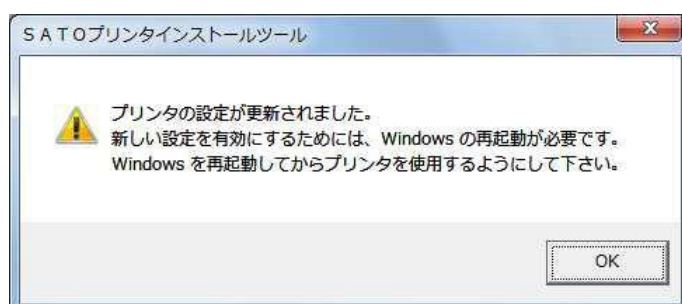 ＳＡＴＯプリンタインストールツール
プリンタの設定が更新されました。
新しい設定を有効にするためには、Windows の再起動が必要です。
Windows を再起動してからプリンタを使用するようにして下さい。
OK